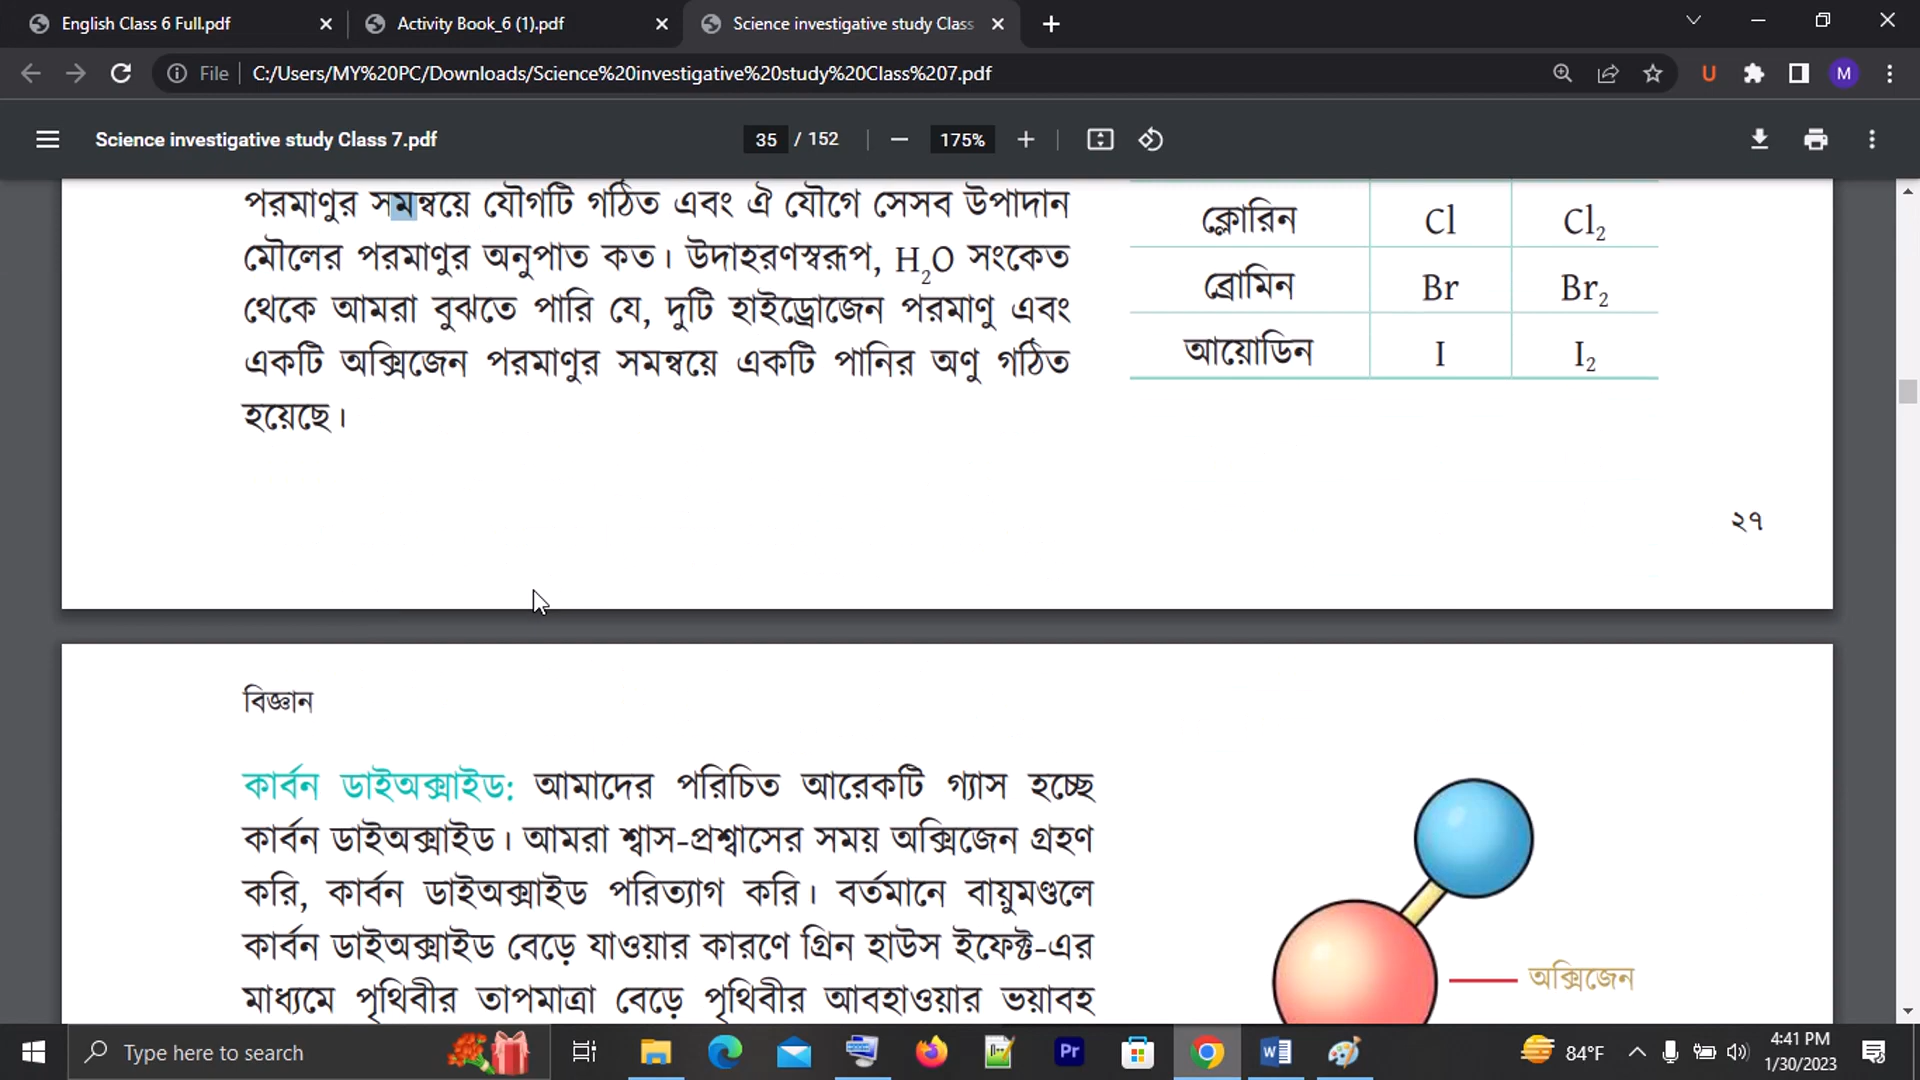 English Class 6 Full.pdf
Activity Book_6 (1).pdf
Science investigative study Class
File
C:/Users/MY%20PC/Downloads/Science%20investigative%20study%20Class%207.pdf
U
M
Science investigative study Class 7.pdf
35 / 152
175%
পরমাণুর সমন্বয়ে যৌগটি গঠিত এবং ঐ যৌগে সেসব উপাদান
মৌলের পরমাণুর অনুপাত কত। উদাহরণস্বরূপ, H₂O সংকেত
থেকে আমরা বুঝতে পারি যে, দুটি হাইড্রোজেন পরমাণু এবং
একটি অক্সিজেন পরমাণুর সমন্বয়ে একটি পানির অণু গঠিত
হয়েছে।
ক্লোরিন Cl Cl₂
ব্রোমিন Br Br₂
আয়োডিন I I₂
২৭
বিজ্ঞান
কার্বন ডাইঅক্সাইড: আমাদের পরিচিত আরেকটি গ্যাস হচ্ছে
কার্বন ডাইঅক্সাইড। আমরা শ্বাস-প্রশ্বাসের সময় অক্সিজেন গ্রহণ
করি, কার্বন ডাইঅক্সাইড পরিত্যাগ করি। বর্তমানে বায়ুমণ্ডলে
কার্বন ডাইঅক্সাইড বেড়ে যাওয়ার কারণে গ্রিন হাউস ইফেক্ট-এর
মাধ্যমে পৃথিবীর তাপমাত্রা বেড়ে পৃথিবীর আবহাওয়ার ভয়াবহ
অক্সিজেন
Type here to search
Pr
84°F
4:41 PM
1/30/2023